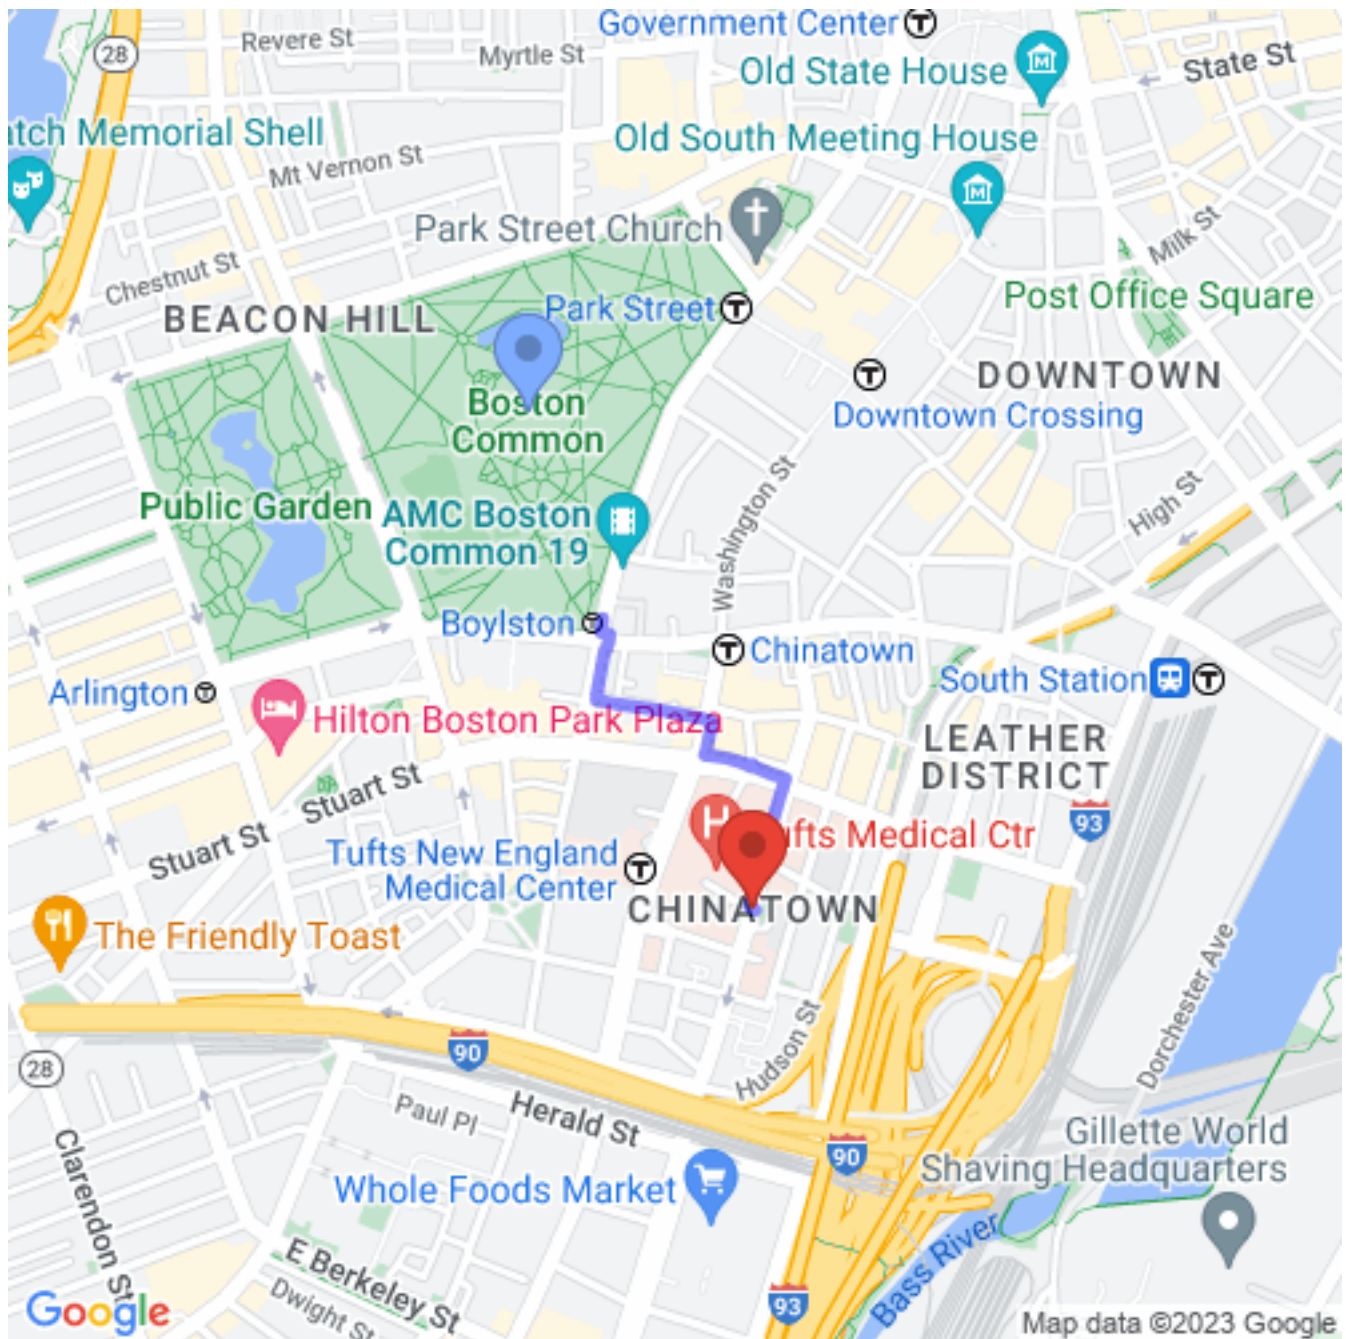 Government Center
Revere St
28
Myrtle St
Old State House
State St
atch Memorial Shell
Old South Meeting House
Mt Vernon St
Park Street Church
Milk St
Chestnut St
Post Office Square
BEACON HILL
Park Street
DOWNTOWN
Boston
Common
Downtown Crossing
Public Garden
AMC Boston
Common 19
Washington St
High St
Boylston
Chinatown
Arlington
South Station
Hilton Boston Park Plaza
LEATHER
DISTRICT
Stuart St
Stuart St
93
H
ufts Medical Ctr
Tufts New England
Medical Center
CHINATOWN
The Friendly Toast
Dorchester Ave
Hudson St
90
28
Paul Pl
Herald St
90
Gillette World
Shaving Headquarters
Whole Foods Market
Clarendon St
E Berkeley St
Bass River
Dwight St
93
Google
Map data ©2023 Google